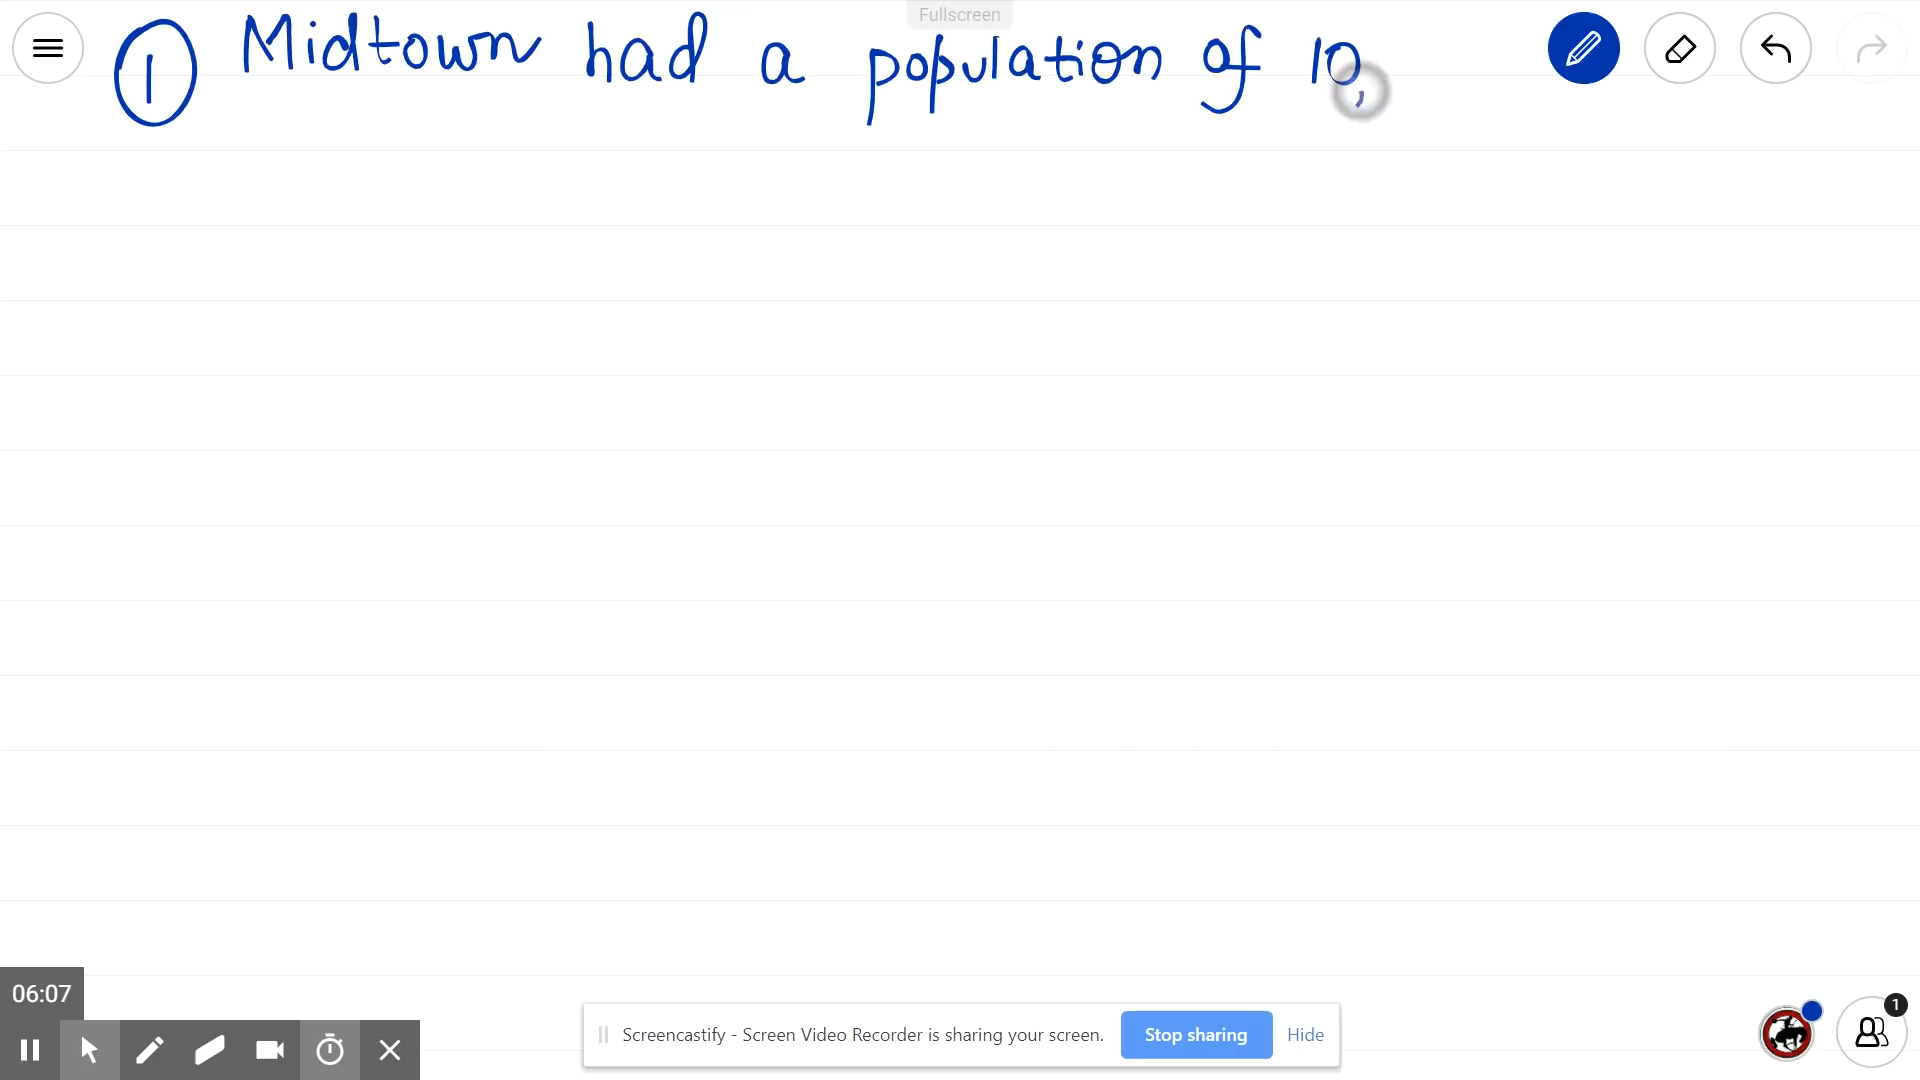 Fullscreen
1 Midtown had a population of 10,
06:07
Screencastify - Screen Video Recorder is sharing your screen. Stop sharing Hide
1